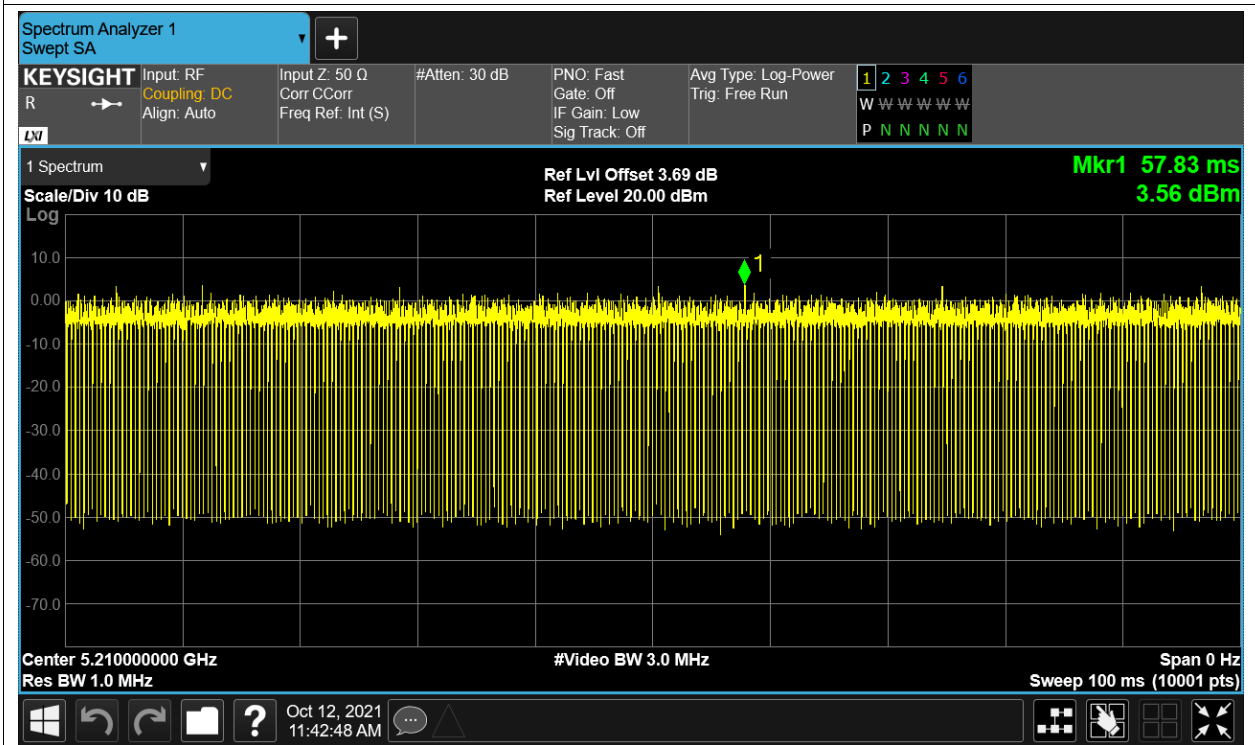 Spectrum Analyzer 1
Swept SA
KEYSIGHT
R
LXI
Input: RF
Coupling: DC
Align: Auto
Input Z: 50 Ω
Corr CCorr
Freq Ref: Int (S)
#Atten: 30 dB
PNO: Fast
Gate: Off
IF Gain: Low
Sig Track: Off
Avg Type: Log-Power
Trig: Free Run
1 2 3 4 5 6
W W W W W W
P N N N N N
1 Spectrum
Scale/Div 10 dB
Log
Ref Lvl Offset 3.69 dB
Ref Level 20.00 dBm
Mkr1 57.83 ms
3.56 dBm
1
10.0
0.00
-10.0
-20.0
-30.0
-40.0
-50.0
-60.0
-70.0
Center 5.210000000 GHz
Res BW 1.0 MHz
#Video BW 3.0 MHz
Span 0 Hz
Sweep 100 ms (10001 pts)
?
Oct 12, 2021
11:42:48 AM